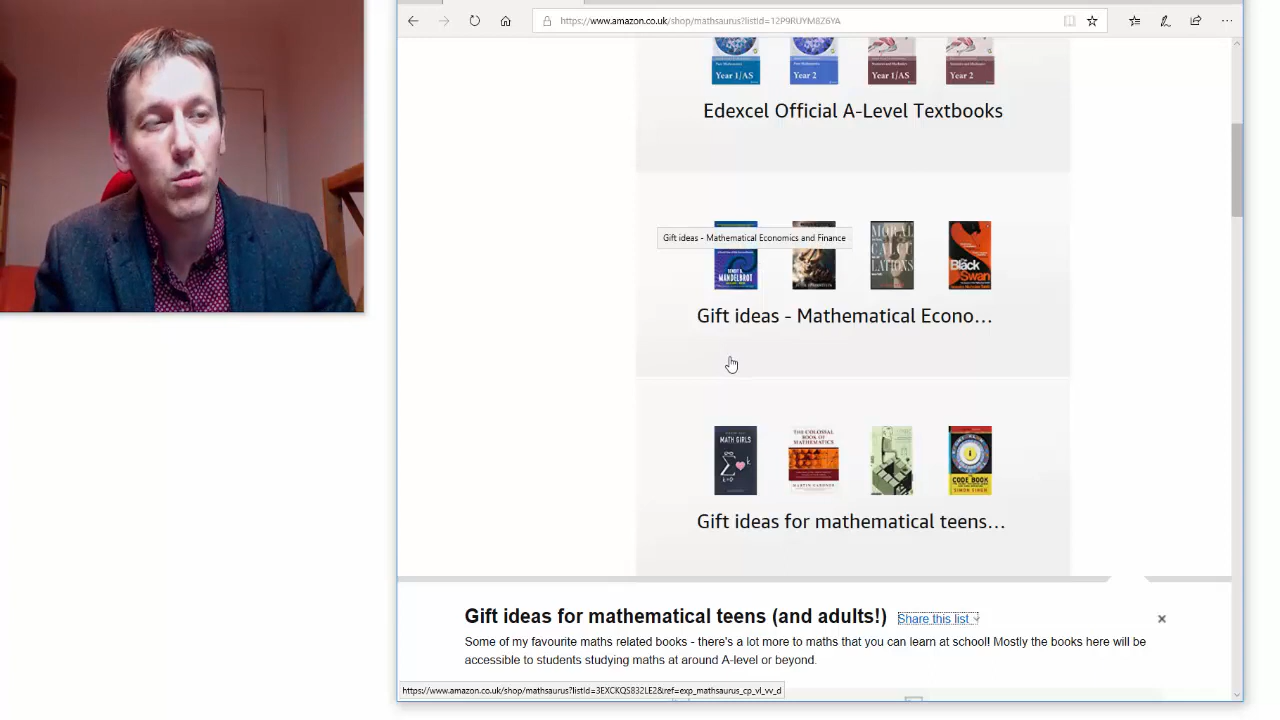 https://www.amazon.co.uk/shop/mathsaurus?listId=12P9RUYM8Z6YA
Year 1/AS
Year 2
Year 1/AS
Year 2
Edexcel Official A-Level Textbooks
Gift ideas - Mathematical Economics and Finance
MANDELBROT
MORAL
CALCU
LATIONS
The
Black
Swan
Gift ideas - Mathematical Econo…
MATH GIRLS
THE COLOSSAL
BOOK OF
MATHEMATICS
MARTIN GARDNER
THE
CODE BOOK
SIMON SINGH
Gift ideas for mathematical teens…
Gift ideas for mathematical teens (and adults!) Share this list
Some of my favourite maths related books - there's a lot more to maths that you can learn at school! Mostly the books here will be
accessible to students studying maths at around A-level or beyond.
https://www.amazon.co.uk/shop/mathsaurus?listId=3EXCKQS832LE2&ref=exp_mathsaurus_cp_vl_vv_d